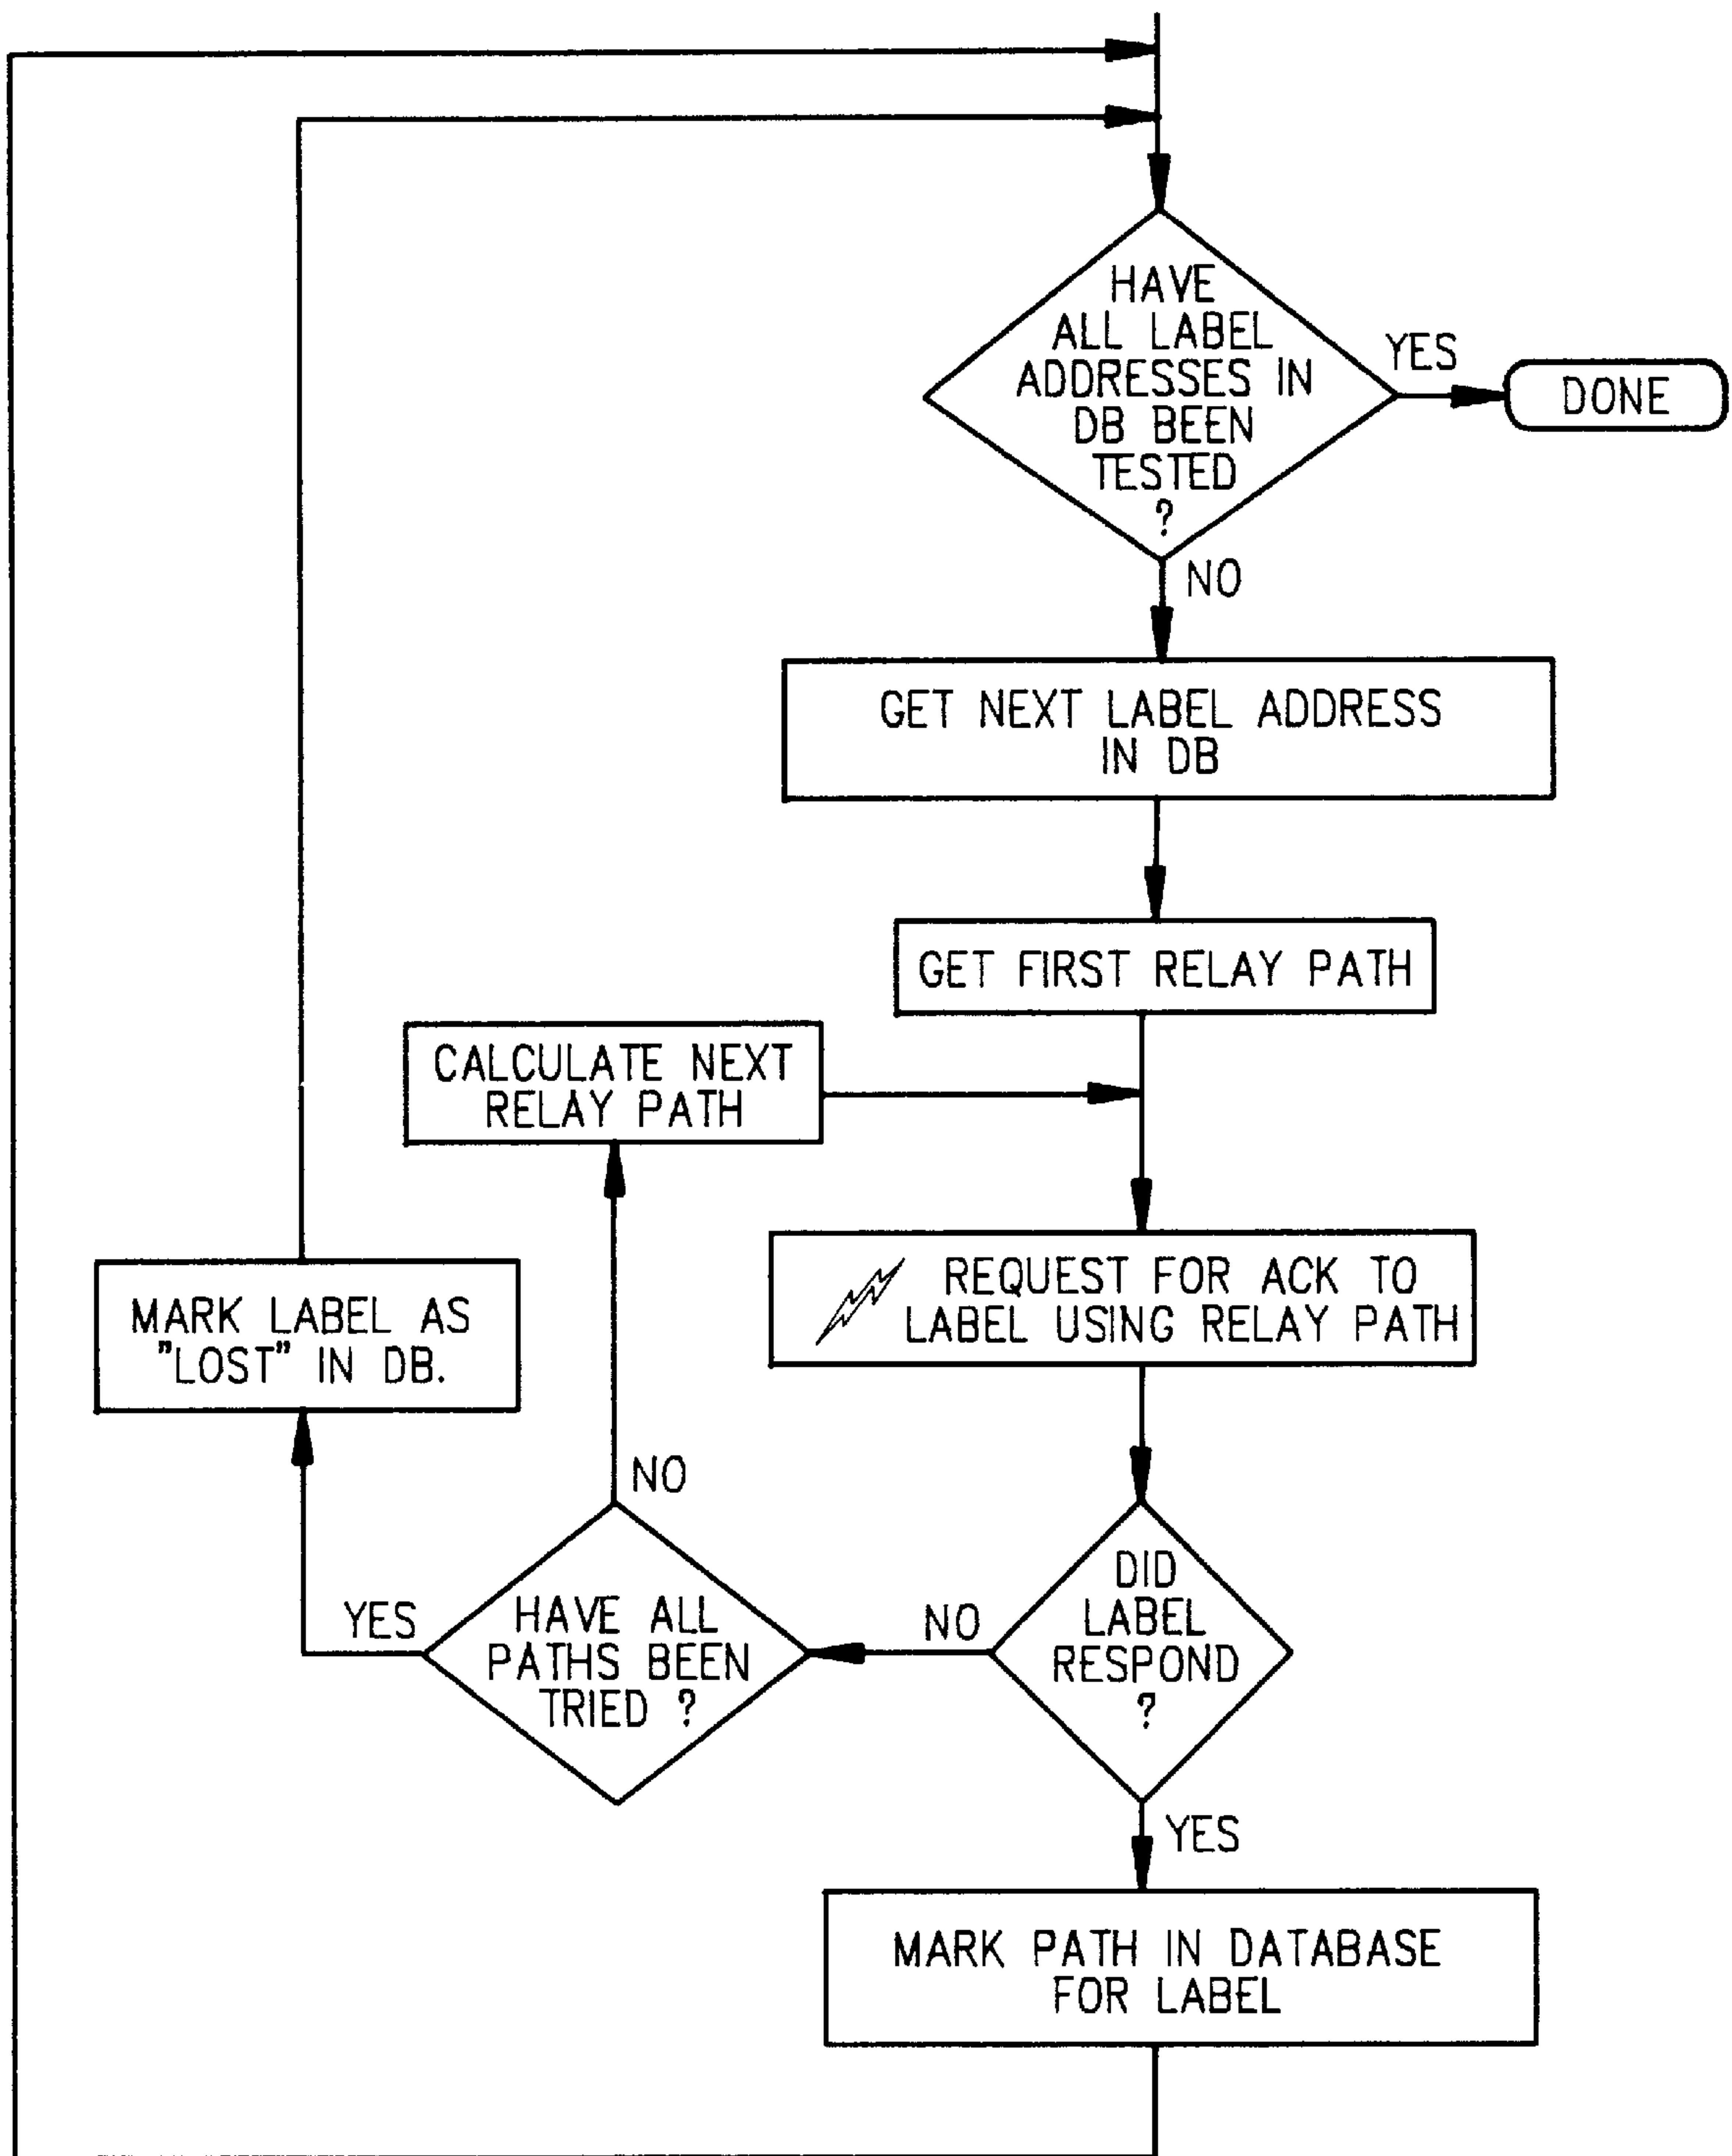 HAVE
ALL LABEL
ADDRESSES IN
DB BEEN
TESTED
?
YES
DONE
NO
GET NEXT LABEL ADDRESS
IN DB
GET FIRST RELAY PATH
CALCULATE NEXT
RELAY PATH
REQUEST FOR ACK TO
LABEL USING RELAY PATH
MARK LABEL AS
"LOST" IN DB.
NO
YES
HAVE ALL
PATHS BEEN
TRIED ?
NO
DID
LABEL
RESPOND
?
YES
MARK PATH IN DATABASE
FOR LABEL